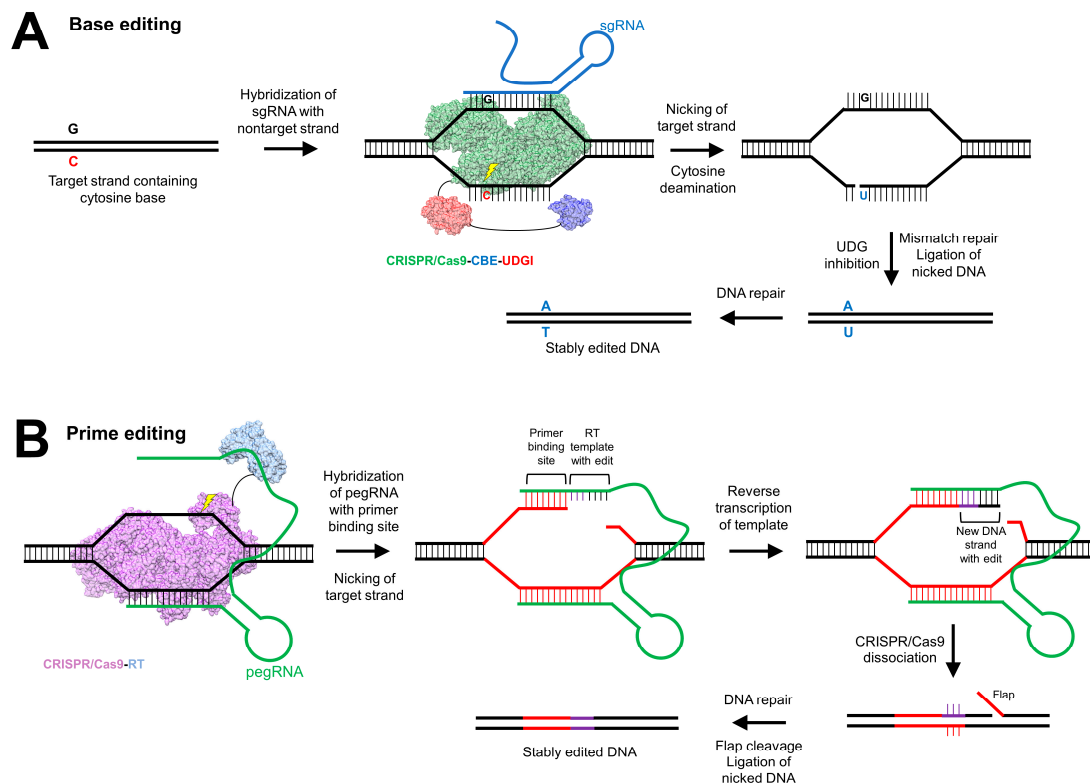 A
Base editing
sgRNA
G
C
Target strand containing
cytosine base
Hybridization of
sgRNA with
nontarget strand
G
C
CRISPR/Cas9-CBE-UDGI
Nicking of
target strand
Cytosine
deamination
G
U
UDG
inhibition
Mismatch repair
Ligation of
nicked DNA
A
U
DNA repair
A
T
Stably edited DNA
B
Prime editing
CRISPR/Cas9-RT
pegRNA
Hybridization
of pegRNA
with primer
binding site
Nicking of
target strand
Primer
binding
site
RT
template
with edit
Reverse
transcription
of template
New DNA
strand
with edit
CRISPR/Cas9
dissociation
Flap
DNA repair
Flap cleavage
Ligation of
nicked DNA
Stably edited DNA